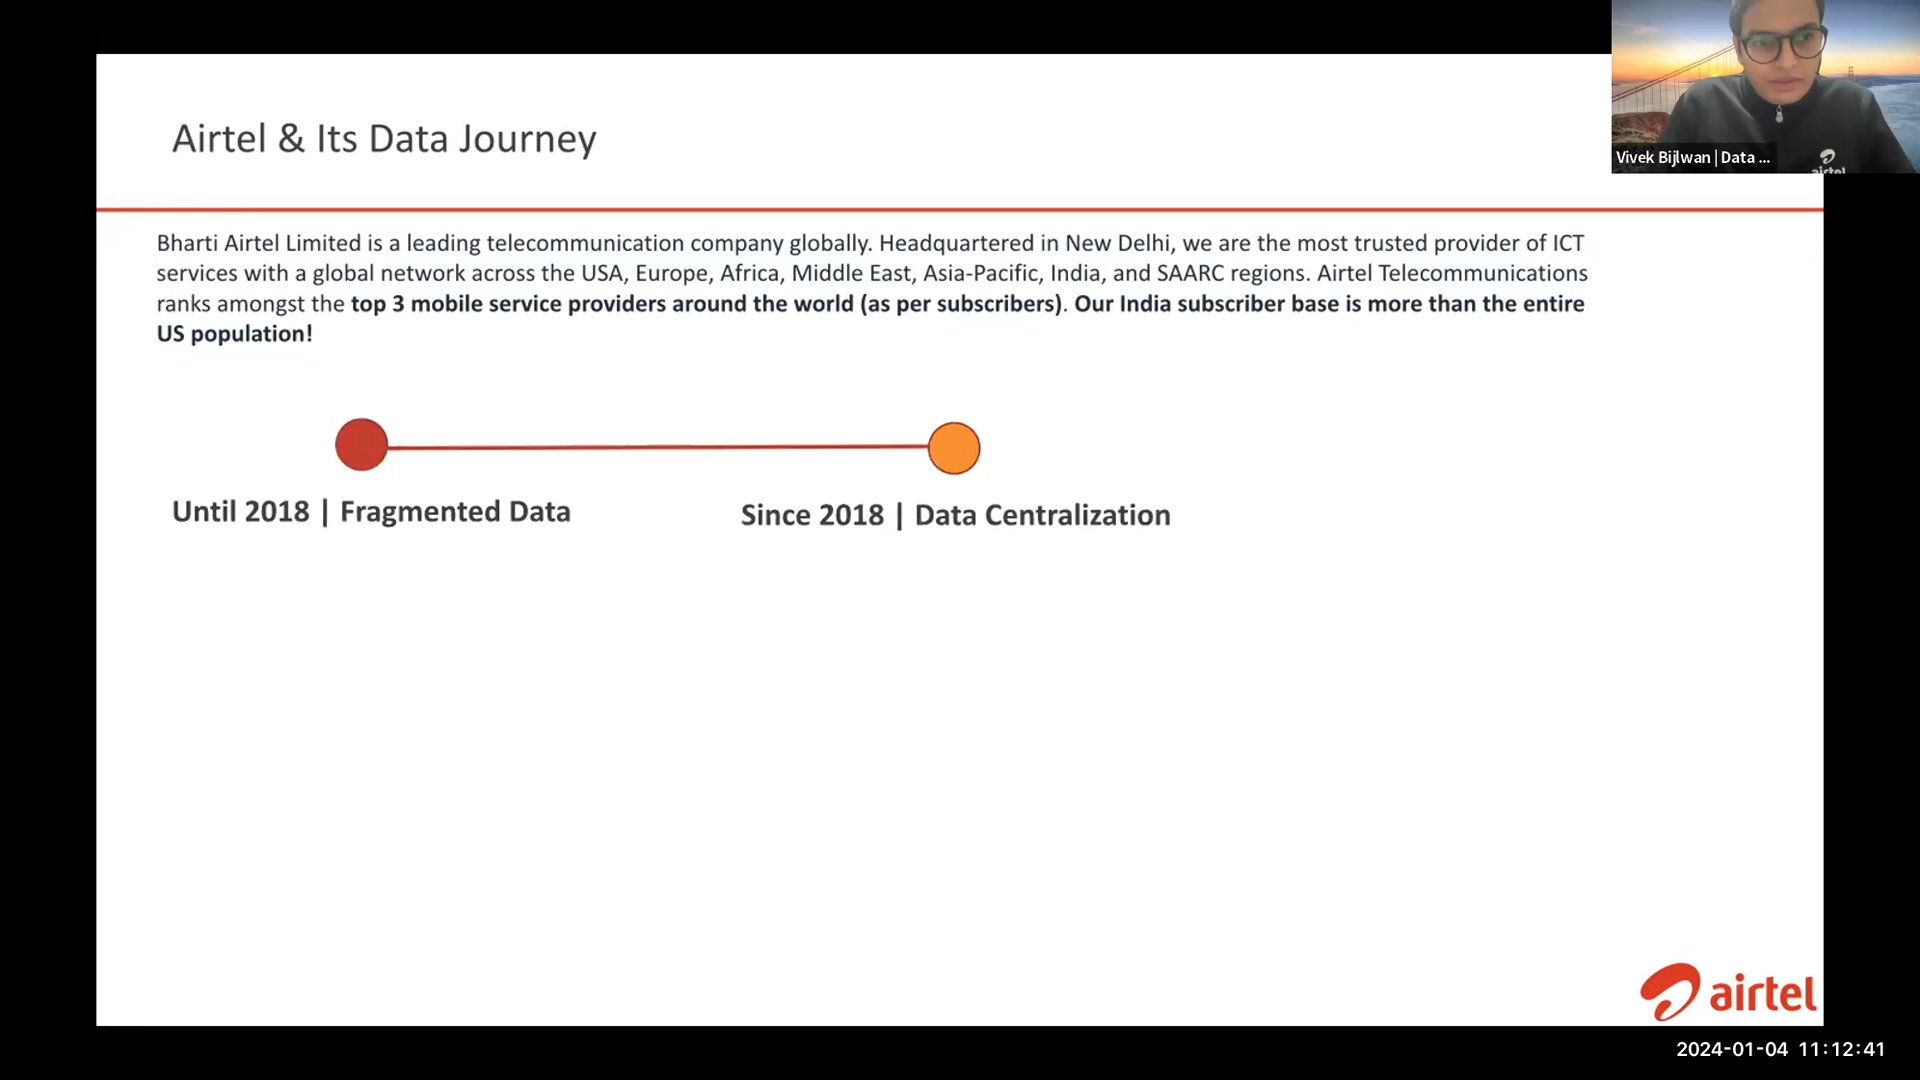 Airtel & Its Data Journey
Vivek Bijlwan | Data ...
airtel
Bharti Airtel Limited is a leading telecommunication company globally. Headquartered in New Delhi, we are the most trusted provider of ICT
services with a global network across the USA, Europe, Africa, Middle East, Asia-Pacific, India, and SAARC regions. Airtel Telecommunications
ranks amongst the top 3 mobile service providers around the world (as per subscribers). Our India subscriber base is more than the entire
US population!
Until 2018 | Fragmented Data
Since 2018 | Data Centralization
airtel
2024-01-04 11:12:41